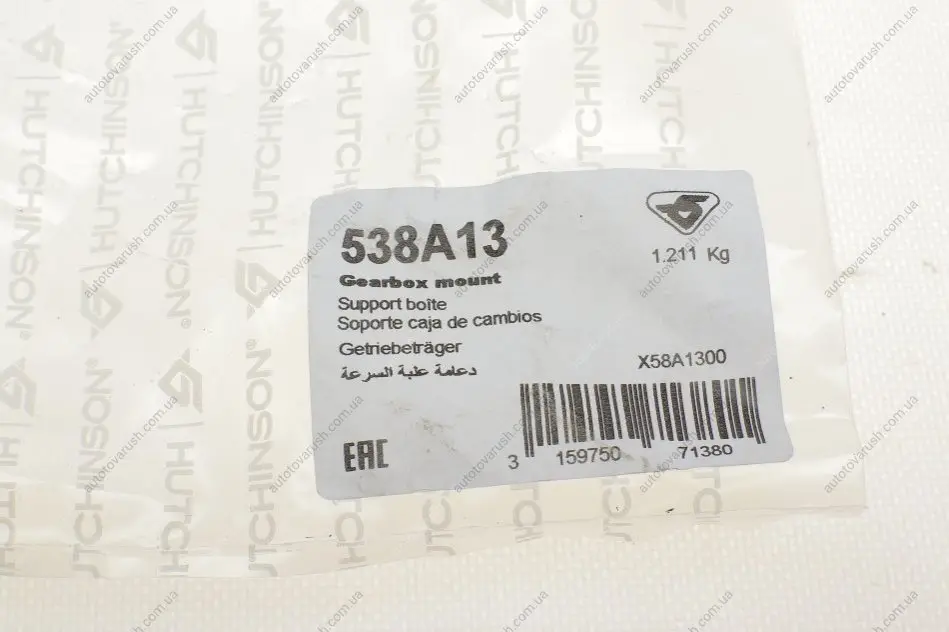 538A13
Gearbox mount
Support boîte
Soporte caja de cambios
Getriebeträger
دعامة علبة السرعة
EAC
1.211 Kg
X58A1300
3 159750 71380
HUTCHINSON®
HUTCHINSON®
HUTCHINSON®
HUTCHINSON®
autotovarush.com.ua